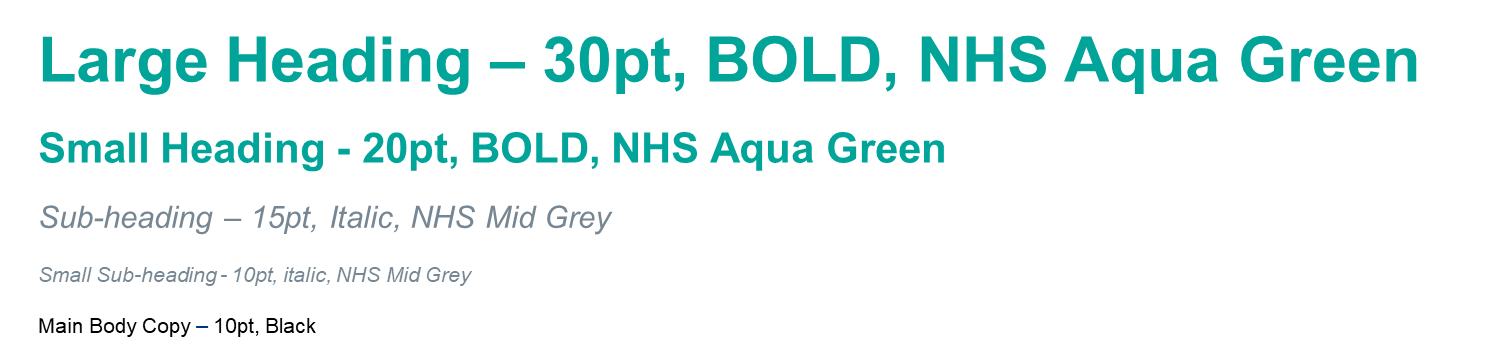 Large Heading – 30pt, BOLD, NHS Aqua Green
Small Heading - 20pt, BOLD, NHS Aqua Green
Sub-heading – 15pt, Italic, NHS Mid Grey
Small Sub-heading - 10pt, italic, NHS Mid Grey
Main Body Copy – 10pt, Black